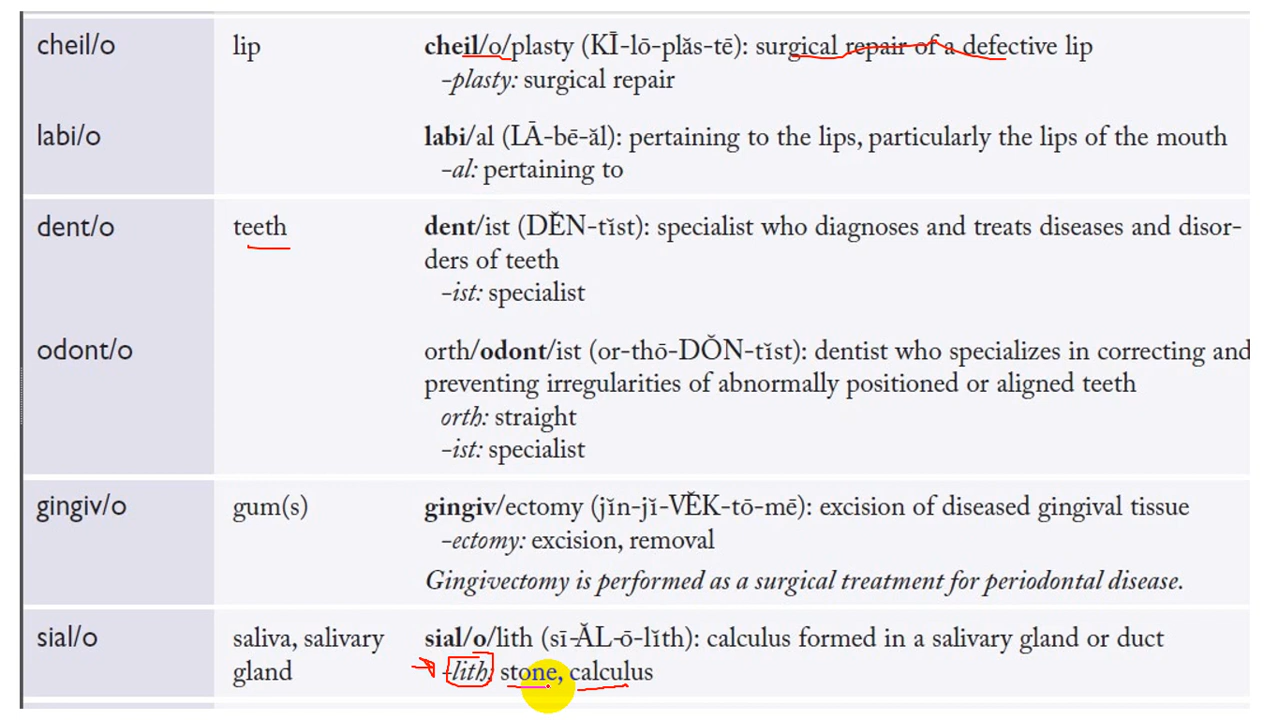 cheil/o lip cheil/o/plasty (KĪ-lō-plăs-tē): surgical repair of a defective lip
–plasty: surgical repair
labi/o labi/al (LĀ-bē-ăl): pertaining to the lips, particularly the lips of the mouth
–al: pertaining to
dent/o teeth dent/ist (DĔN-tĭst): specialist who diagnoses and treats diseases and disor-
ders of teeth
–ist: specialist
odont/o orth/odont/ist (or-thō-DŎN-tĭst): dentist who specializes in correcting and
preventing irregularities of abnormally positioned or aligned teeth
orth: straight
–ist: specialist
gingiv/o gum(s) gingiv/ectomy (jĭn-jĭ-VĔK-tō-mē): excision of diseased gingival tissue
–ectomy: excision, removal
Gingivectomy is performed as a surgical treatment for periodontal disease.
sial/o saliva, salivary sial/o/lith (sī-ĂL-ō-lĭth): calculus formed in a salivary gland or duct
gland –lith: stone, calculus